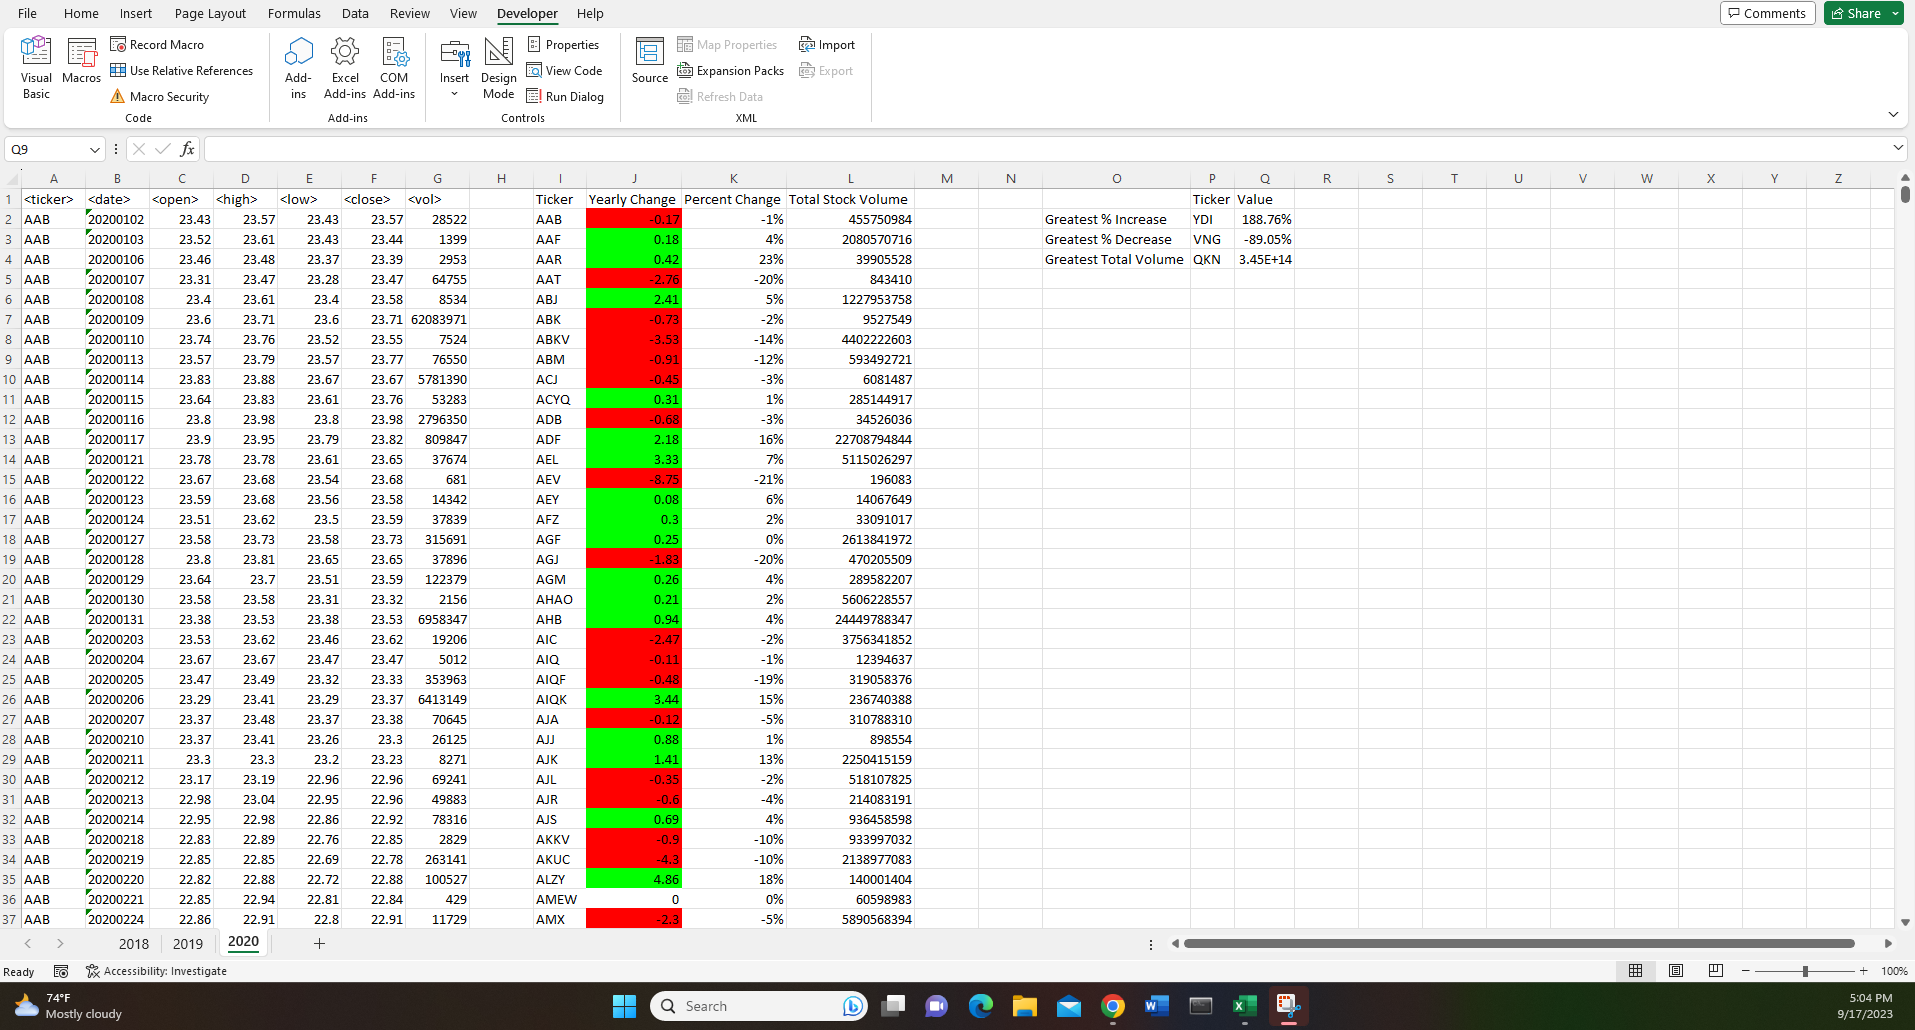 File Home Insert Page Layout Formulas Data Review View Developer Help Comments Share
Record Macro Properties Map Properties Import
Use Relative References View Code Expansion Packs Export
Visual Basic Macros Macro Security Add-ins Excel Add-ins COM Add-ins Insert Design Mode Run Dialog Source Refresh Data
Code Add-ins Controls XML
Q9 fx
A B C D E F G H I J K L M N O P Q R S T U V W X Y Z
1 <ticker> <date> <open> <high> <low> <close> <vol> Ticker Yearly Change Percent Change Total Stock Volume Ticker Value
2 AAB 20200102 23.43 23.57 23.43 23.57 28522 AAB -0.17 -1% 455750984 Greatest % Increase YDI 188.76%
3 AAB 20200103 23.52 23.61 23.43 23.44 1399 AAF 0.18 4% 2080570716 Greatest % Decrease VNG -89.05%
4 AAB 20200106 23.46 23.48 23.37 23.39 2953 AAR 0.42 23% 39905528 Greatest Total Volume QKN 3.45E+14
5 AAB 20200107 23.31 23.47 23.28 23.47 64755 AAT -2.76 -20% 843410
6 AAB 20200108 23.4 23.61 23.4 23.58 8534 ABJ 2.41 5% 1227953758
7 AAB 20200109 23.6 23.71 23.6 23.71 62083971 ABK -0.73 -2% 9527549
8 AAB 20200110 23.74 23.76 23.52 23.55 7524 ABKV -3.53 -14% 4402222603
9 AAB 20200113 23.57 23.79 23.57 23.77 76550 ABM -0.91 -12% 593492721
10 AAB 20200114 23.83 23.88 23.67 23.67 5781390 ACJ -0.45 -3% 6081487
11 AAB 20200115 23.64 23.83 23.61 23.76 53283 ACYQ 0.31 1% 285144917
12 AAB 20200116 23.8 23.98 23.8 23.98 2796350 ADB -0.68 -3% 34526036
13 AAB 20200117 23.9 23.95 23.79 23.82 809847 ADF 2.18 16% 22708794844
14 AAB 20200121 23.78 23.78 23.61 23.65 37674 AEL 3.33 7% 5115026297
15 AAB 20200122 23.67 23.68 23.54 23.68 681 AEV -8.75 -21% 196083
16 AAB 20200123 23.59 23.68 23.56 23.58 14342 AEY 0.08 6% 14067649
17 AAB 20200124 23.51 23.62 23.5 23.59 37839 AFZ 0.3 2% 33091017
18 AAB 20200127 23.58 23.73 23.58 23.73 315691 AGF 0.25 0% 2613841972
19 AAB 20200128 23.8 23.81 23.65 23.65 37896 AGJ -1.83 -20% 470205509
20 AAB 20200129 23.64 23.7 23.51 23.59 122379 AGM 0.26 4% 289582207
21 AAB 20200130 23.58 23.58 23.31 23.32 2156 AHAO 0.21 2% 5606228557
22 AAB 20200131 23.38 23.53 23.38 23.53 6958347 AHB 0.94 4% 24449788347
23 AAB 20200203 23.53 23.62 23.46 23.62 19206 AIC -2.47 -2% 3756341852
24 AAB 20200204 23.67 23.67 23.47 23.47 5012 AIQ -0.11 -1% 12394637
25 AAB 20200205 23.47 23.49 23.32 23.33 353963 AIQF -0.48 -19% 319058376
26 AAB 20200206 23.29 23.41 23.29 23.37 6413149 AIQK 3.44 15% 236740388
27 AAB 20200207 23.37 23.48 23.37 23.38 70645 AJA -0.12 -5% 310788310
28 AAB 20200210 23.37 23.41 23.26 23.3 26125 AJJ 0.88 1% 898554
29 AAB 20200211 23.3 23.3 23.2 23.23 8271 AJK 1.41 13% 2250415159
30 AAB 20200212 23.17 23.19 22.96 22.96 69241 AJL -0.35 -2% 518107825
31 AAB 20200213 22.98 23.04 22.95 22.96 49883 AJR -0.6 -4% 214083191
32 AAB 20200214 22.95 22.98 22.86 22.92 78316 AJS 0.69 4% 936458598
33 AAB 20200218 22.83 22.89 22.76 22.85 2829 AKKV -0.9 -10% 933997032
34 AAB 20200219 22.85 22.85 22.69 22.78 263141 AKUC -4.3 -10% 2138977083
35 AAB 20200220 22.82 22.88 22.72 22.88 100527 ALZY 4.86 18% 140001404
36 AAB 20200221 22.85 22.94 22.81 22.84 429 AMEW 0 0% 60598983
37 AAB 20200224 22.86 22.91 22.8 22.91 11729 AMX -2.3 -5% 5890568394
2018 2019 2020
Ready Accessibility: Investigate 100%
74°F 5:04 PM
Mostly cloudy Search 9/17/2023